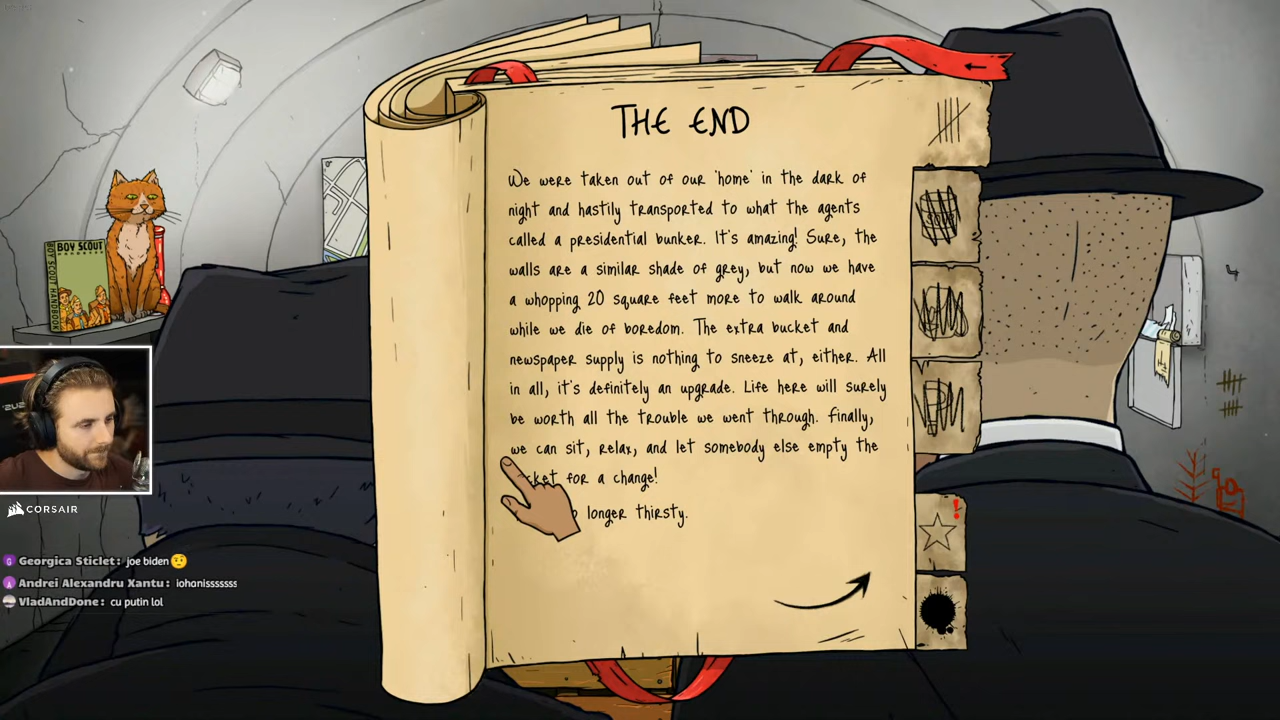 THE END
We were taken out of our 'home' in the dark of
night and hastily transported to what the agents
called a presidential bunker. It's amazing! Sure, the
walls are a similar shade of grey, but now we have
a whopping 20 square feet more to walk around
while we die of boredom. The extra bucket and
newspaper supply is nothing to sneeze at, either. All
in all, it's definitely an upgrade. Life here will surely
be worth all the trouble we went through. Finally,
we can sit, relax, and let somebody else empty the
for a change!
longer thirsty.
BOY SCOUT
BOY SCOUT HANDBOOK
CORSAIR
Georgica Sticlet: joe biden🤨
Andrei Alexandru Xantu: iohanisssssss
VladAndDone: cu putin lol